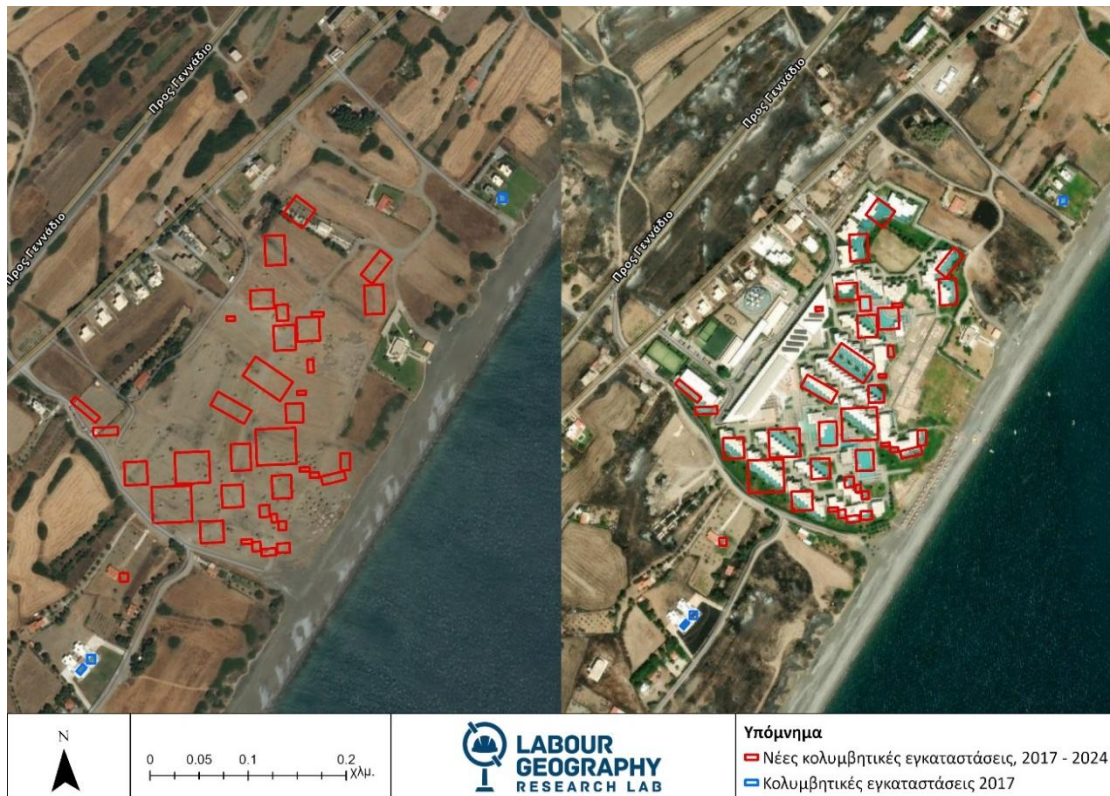 Προς Γεννάδιο
Προς Γεννάδιο
Προς Γεννάδιο
Προς Γεννάδιο
N
0 0.05 0.1 0.2
χλμ.
LABOUR
GEOGRAPHY
RESEARCH LAB
Υπόμνημα
Νέες κολυμβητικές εγκαταστάσεις, 2017 - 2024
Κολυμβητικές εγκαταστάσεις 2017